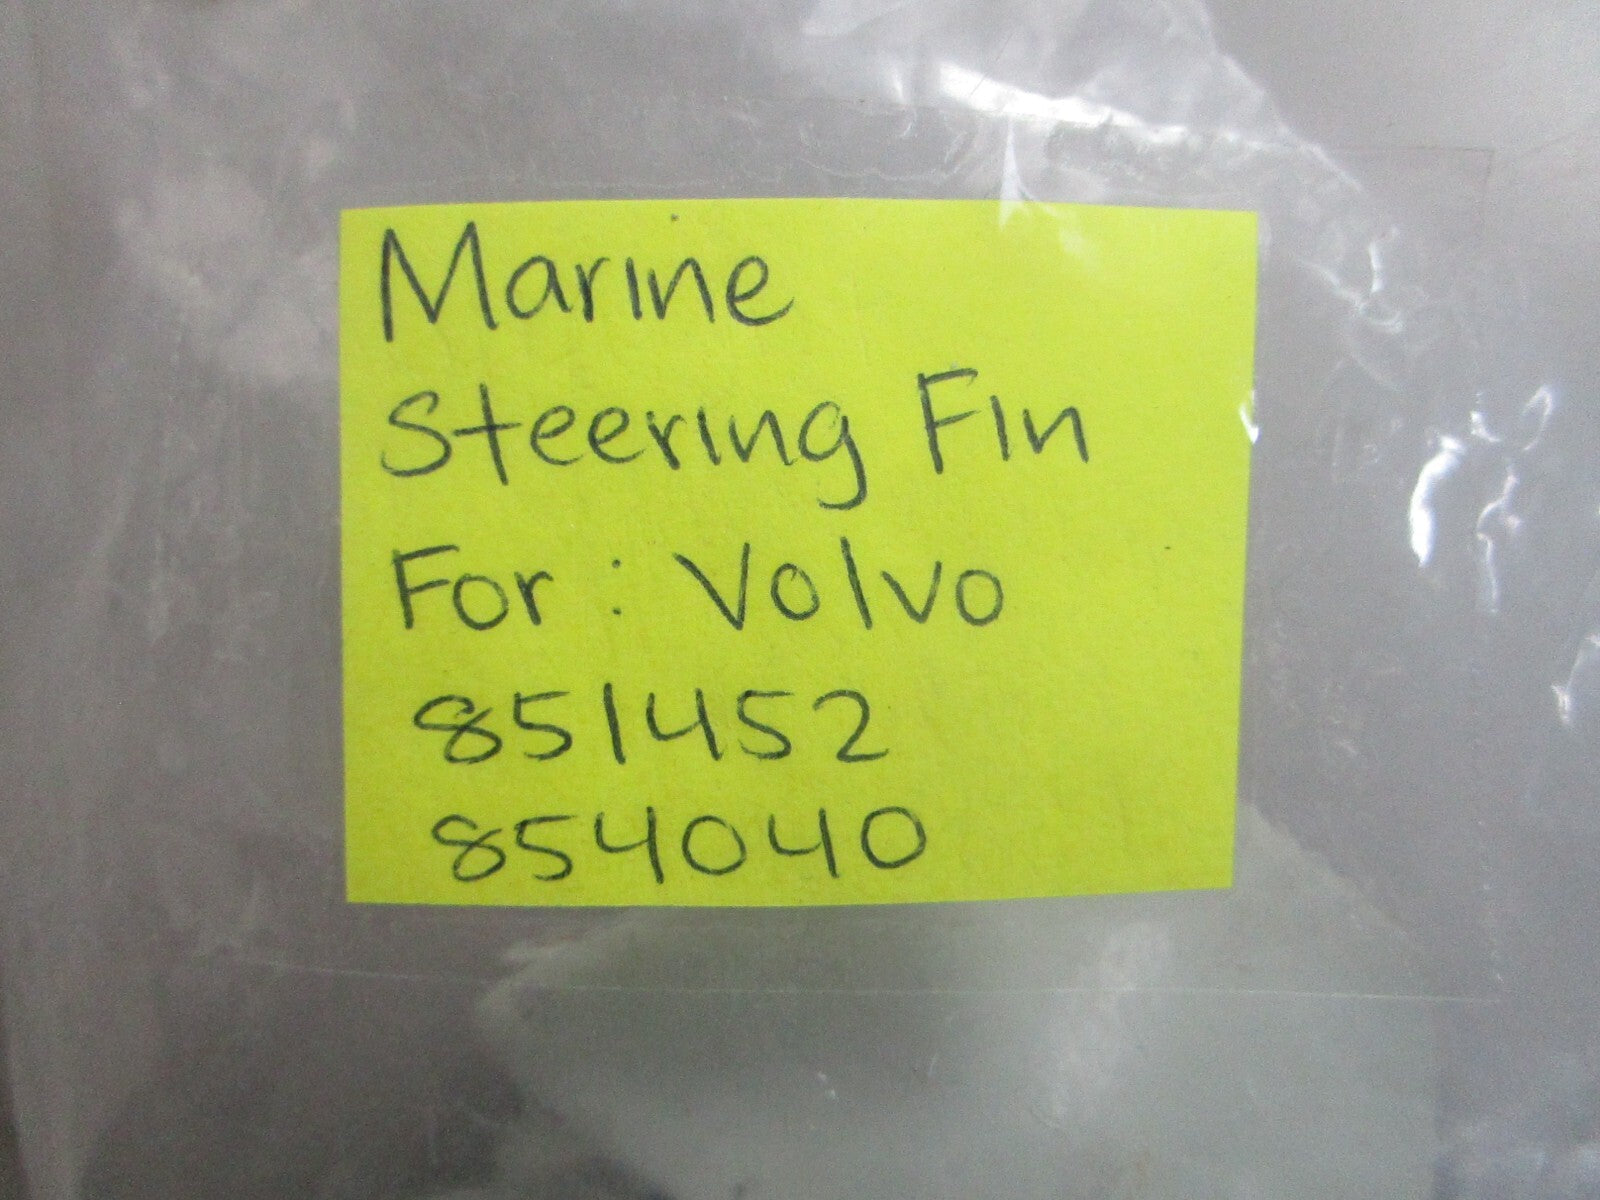 Marine
Steering Fin
For: Volvo
851452
854040